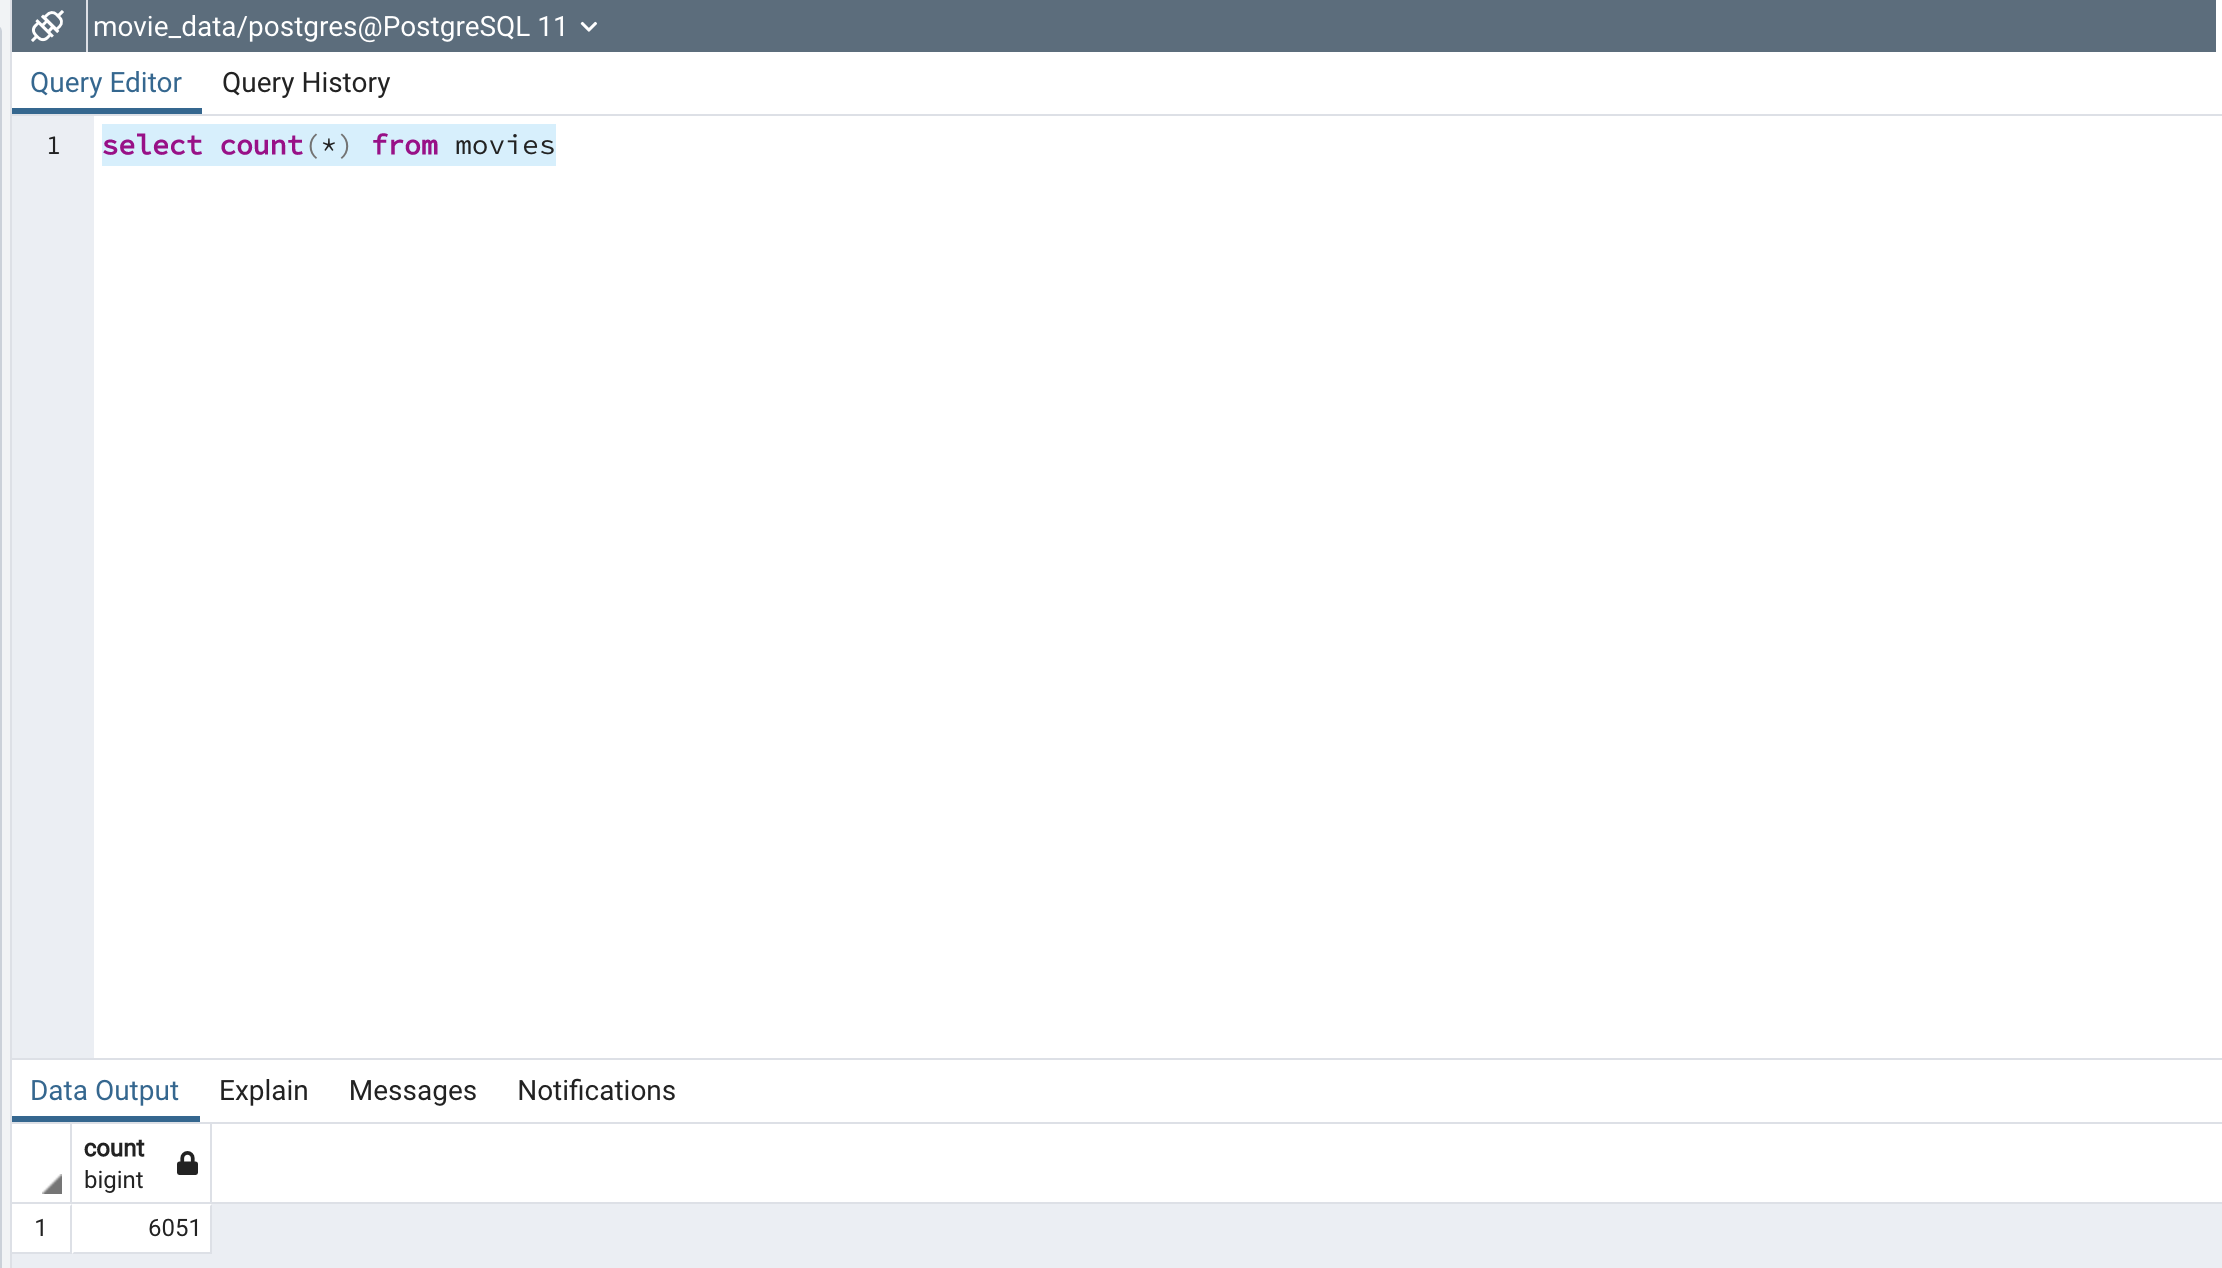 movie_data/postgres@PostgreSQL 11
Query Editor Query History
1 select count(*) from movies
Data Output Explain Messages Notifications
count
bigint
1 6051